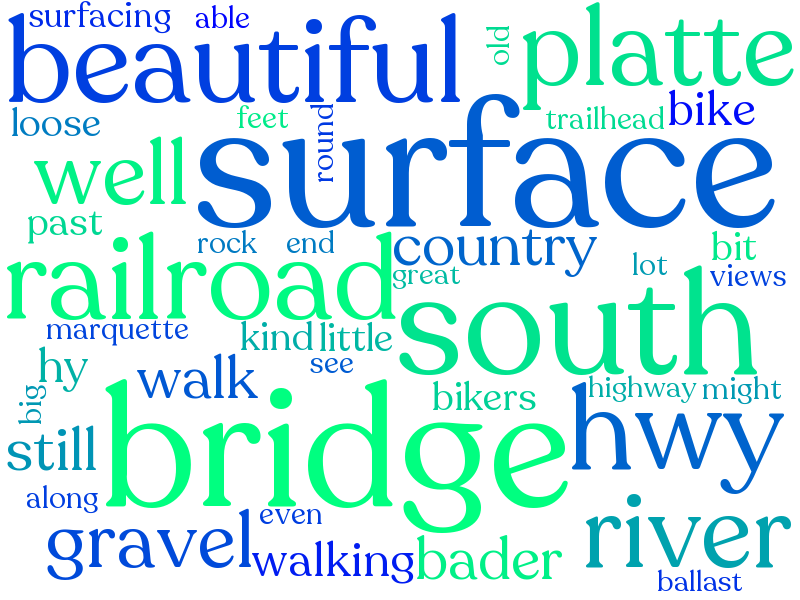 surfacing
able
beautiful
old
platte
loose
feet
round
trailhead
bike
well
surface
past
rock
end
country
bit
railroad
great
lot
views
marquette
kind
little
south
hy
see
walk
big
bikers
highway
might
still
bridge
hwy
along
gravel
even
walking
bader
river
ballast